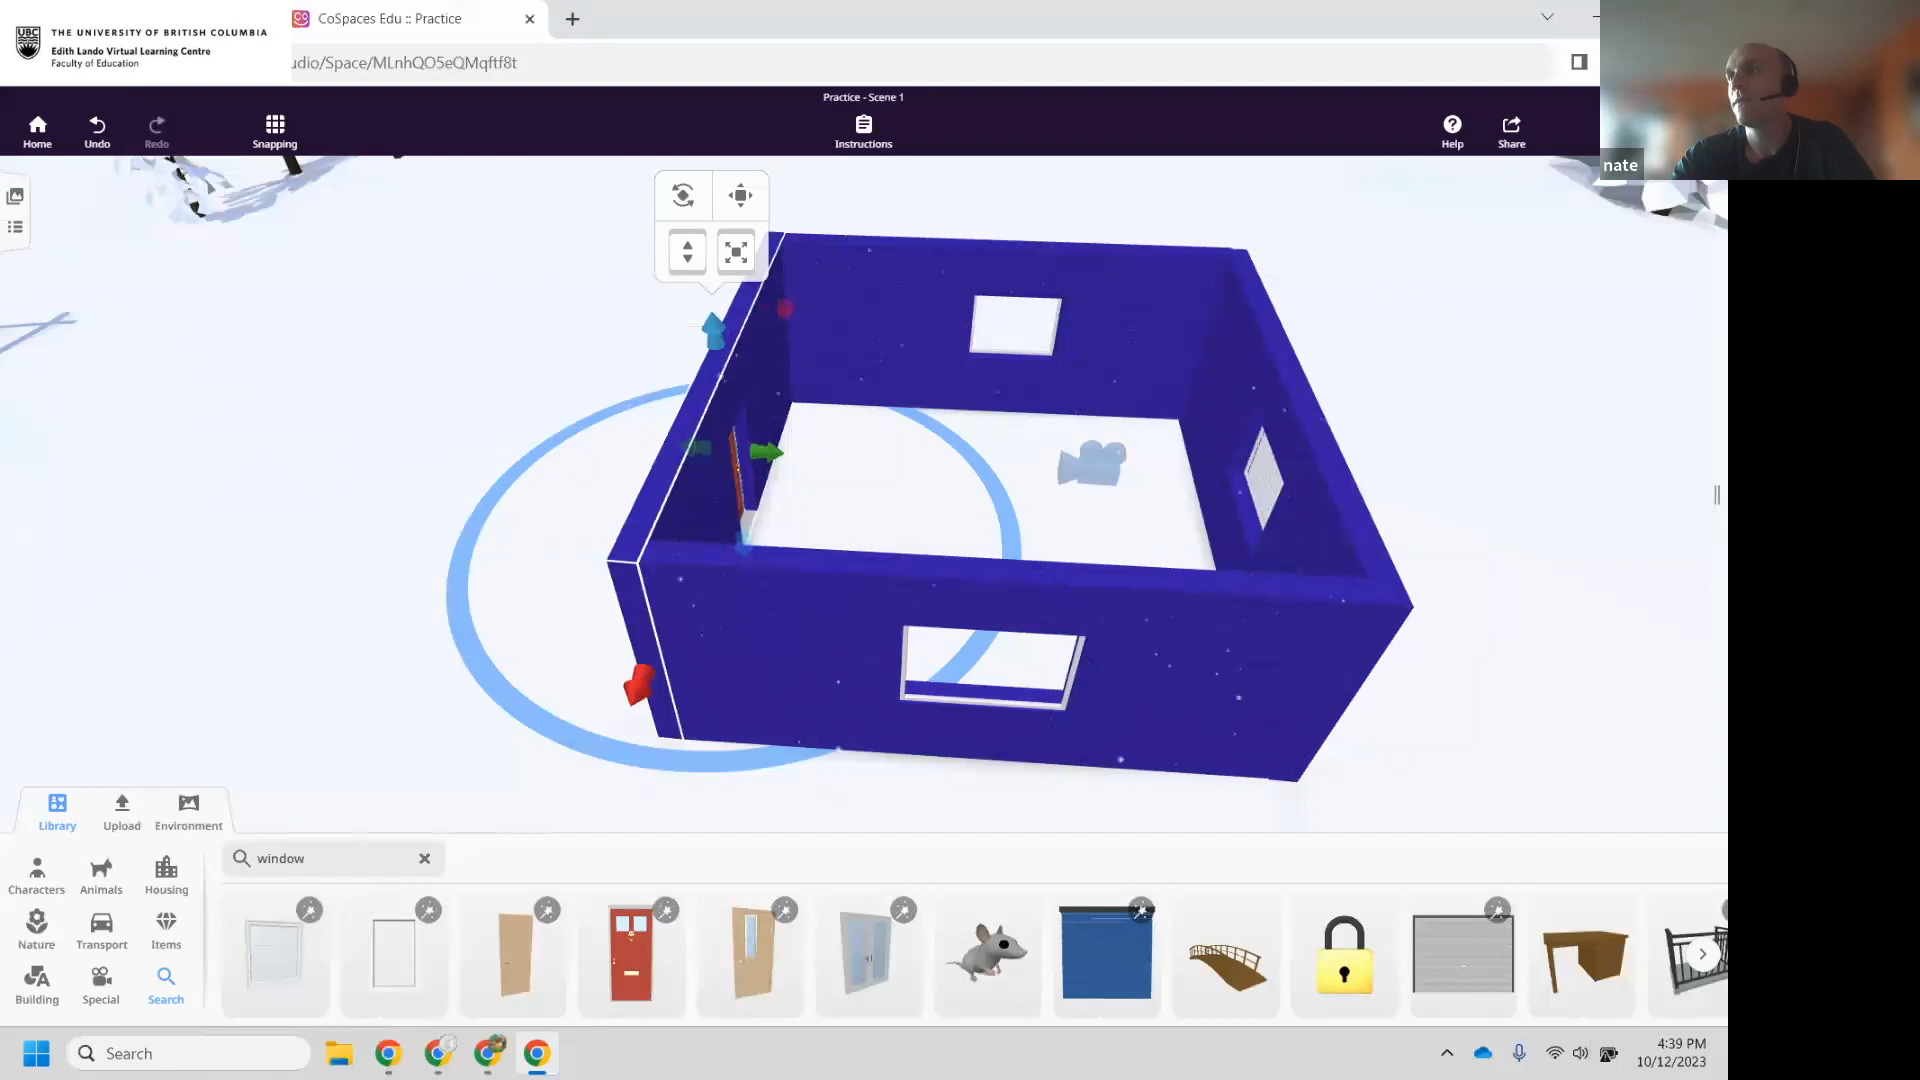 CoSpaces Edu :: Practice
UBC
THE UNIVERSITY OF BRITISH COLUMBIA
Edith Lando Virtual Learning Centre
Faculty of Education
udio/Space/MLnhQO5eQMqftf8t
nate
Practice - Scene 1
Home
Undo
Redo
Snapping
Instructions
Help
Share
Library
Upload
Environment
window
Characters
Animals
Housing
Nature
Transport
Items
Building
Special
Search
Search
4:39 PM
10/12/2023